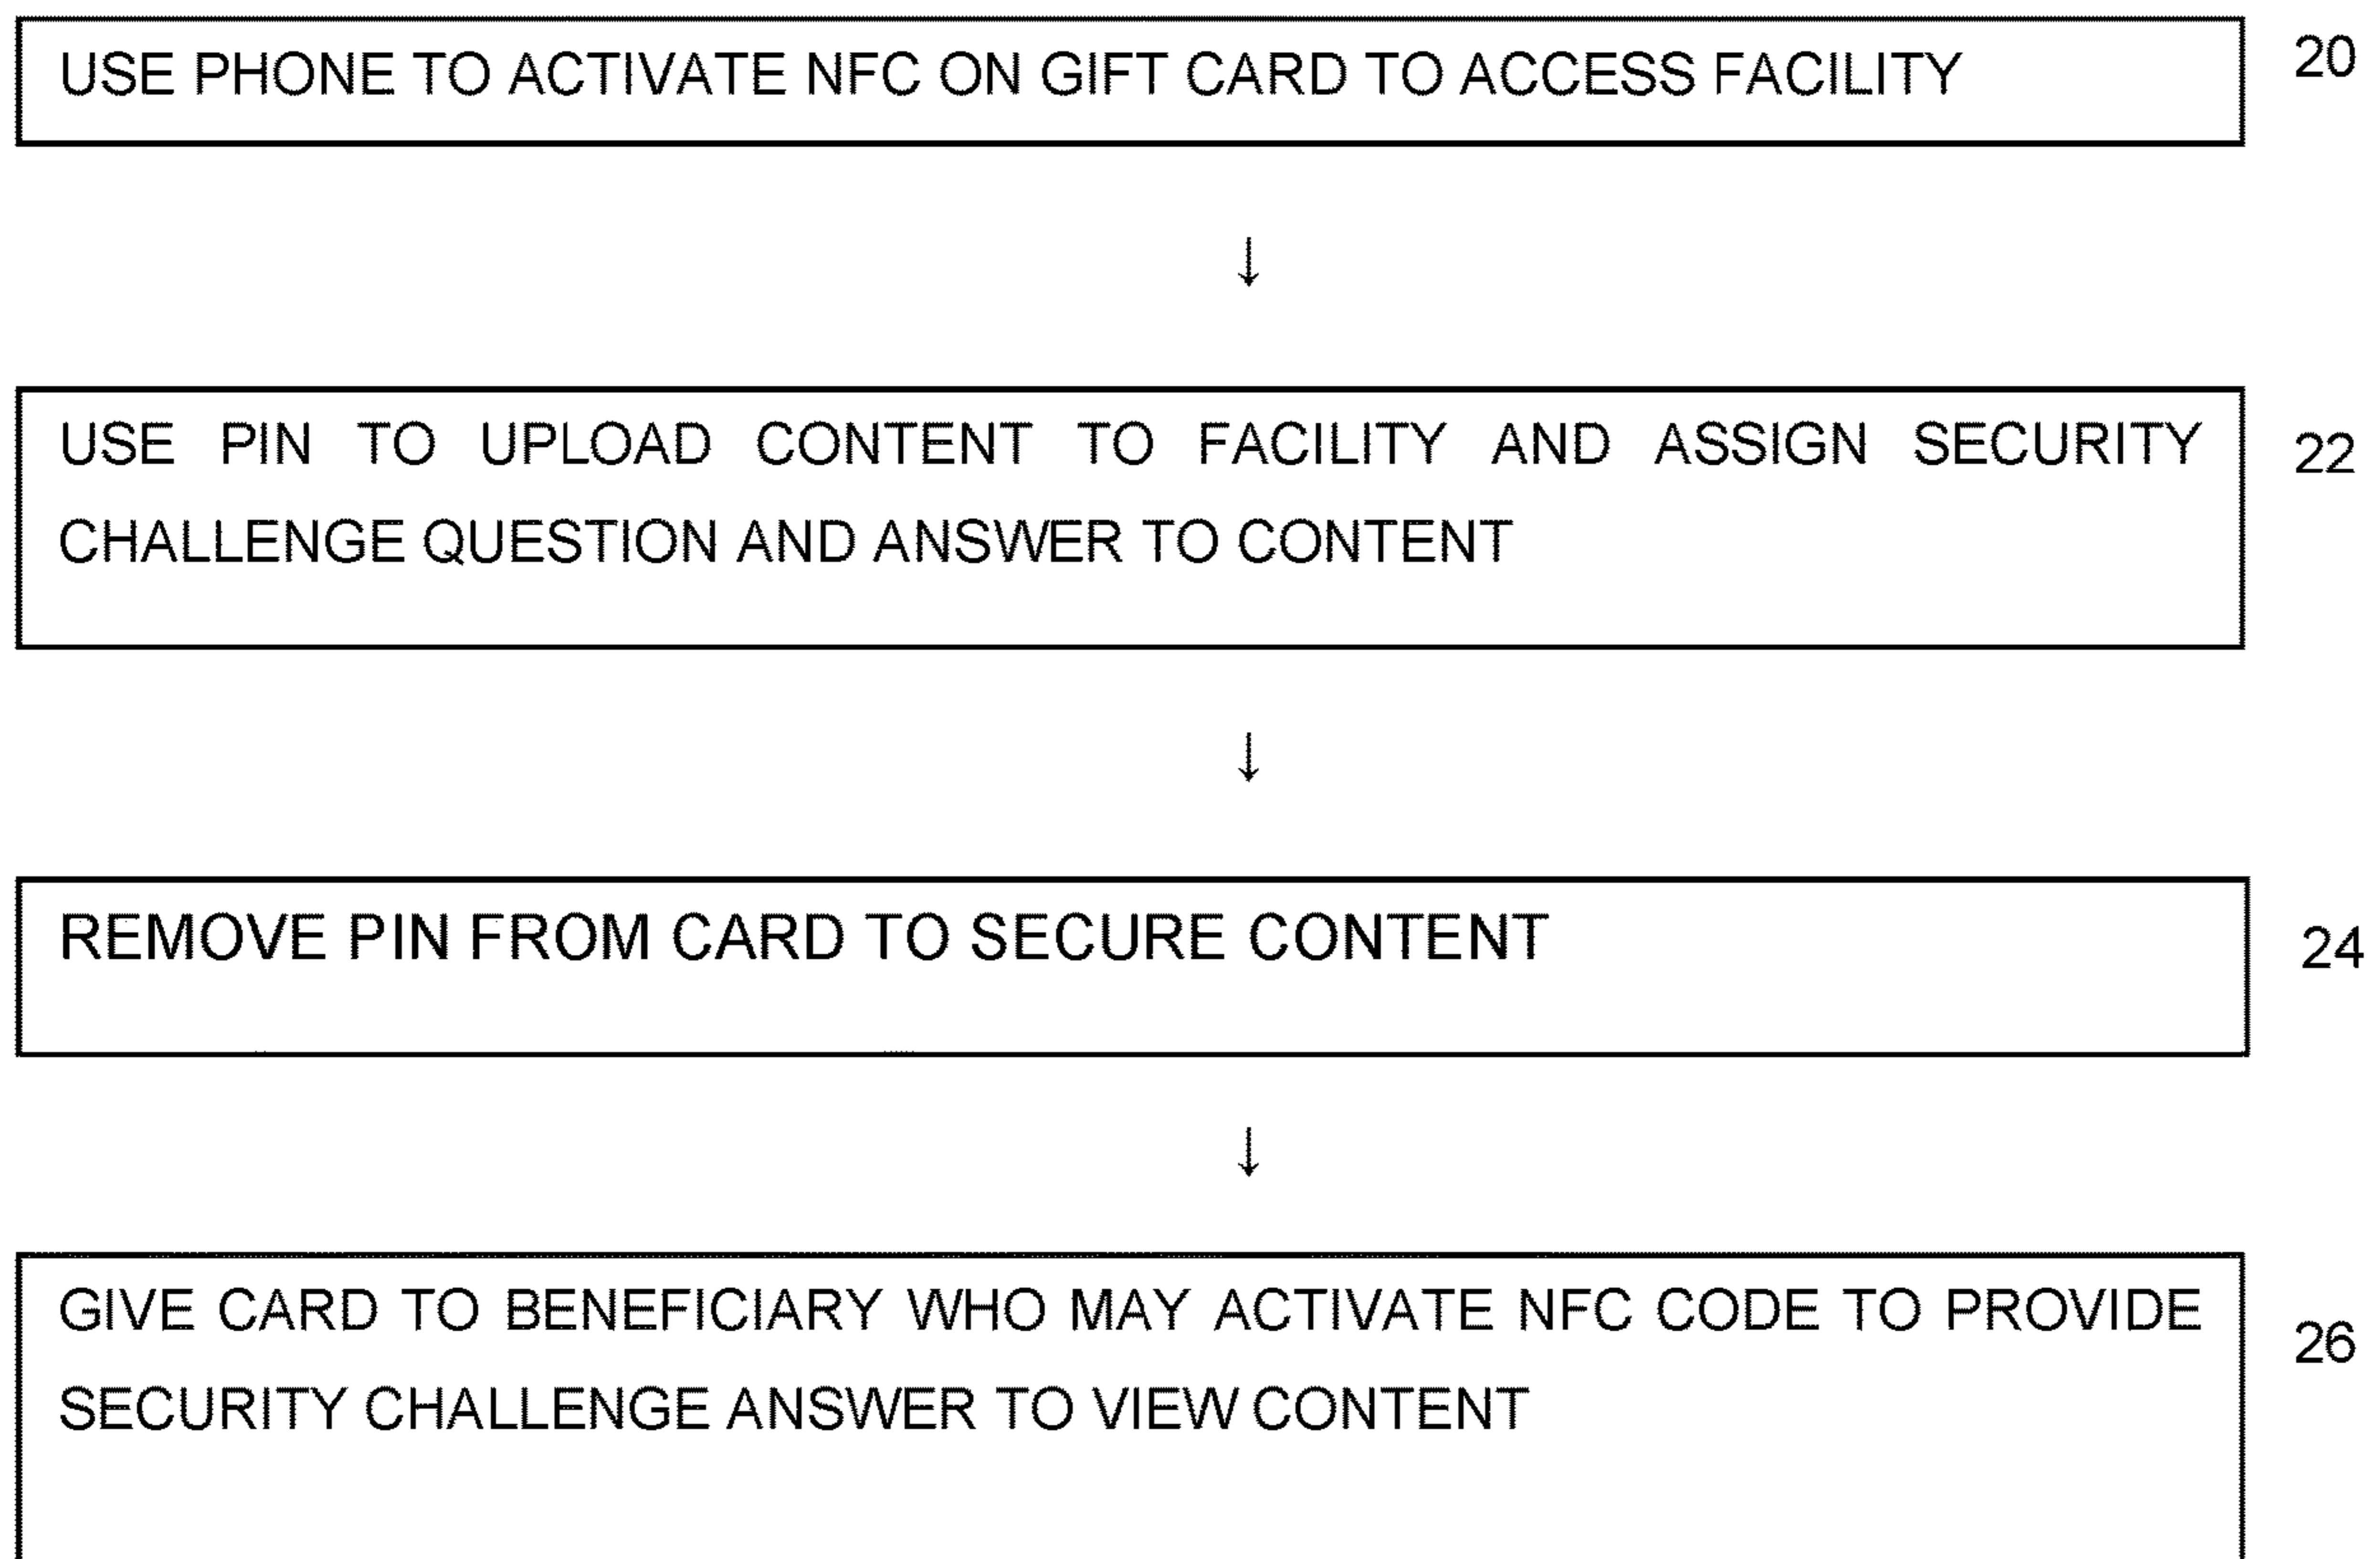 USE PHONE TO ACTIVATE NFC ON GIFT CARD TO ACCESS FACILITY
20
↓
USE PIN TO UPLOAD CONTENT TO FACILITY AND ASSIGN SECURITY
22
CHALLENGE QUESTION AND ANSWER TO CONTENT
↓
REMOVE PIN FROM CARD TO SECURE CONTENT
24
↓
GIVE CARD TO BENEFICIARY WHO MAY ACTIVATE NFC CODE TO PROVIDE
26
SECURITY CHALLENGE ANSWER TO VIEW CONTENT